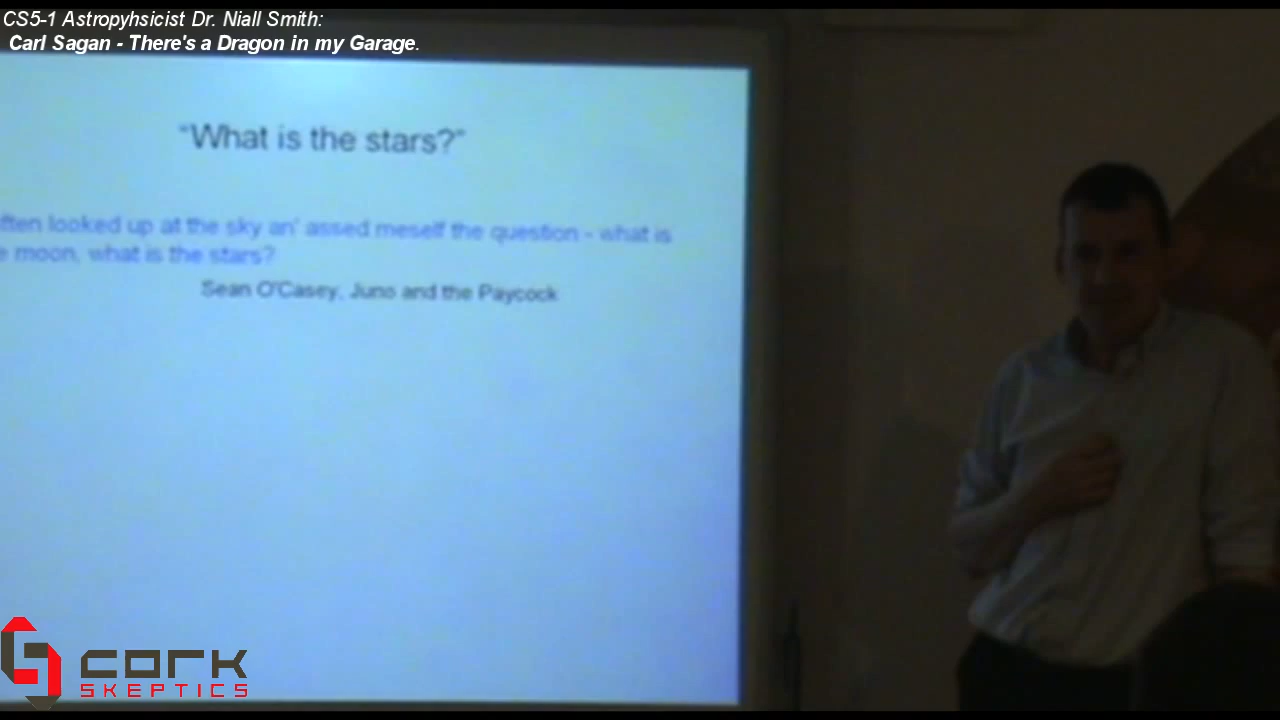 CS5-1 Astropyhsicist Dr. Niall Smith:
Carl Sagan - There's a Dragon in my Garage.
"What is the stars?"
ften looked up at the sky an' assed meself the question - what is
e moon, what is the stars?
Sean O'Casey, Juno and the Paycock
CORK
SKEPTICS